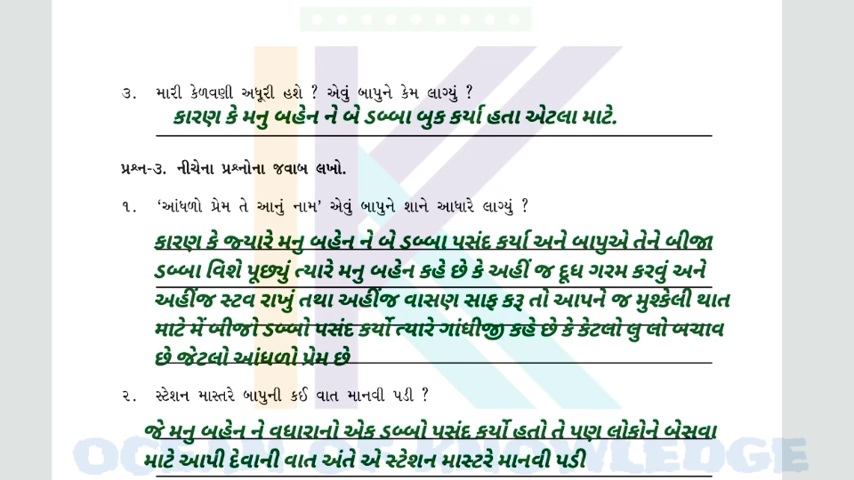 ૩. મારી કેળવણી અધૂરી હશે ? એવું બાપુને કેમ લાગ્યું ?
કારણ કે મનુ બહેન ને બે ડબ્બા બુક કર્યા હતા એટલા માટે.
પ્રશ્ન-૩. નીચેના પ્રશ્નોના જવાબ લખો.
૧. ‘આંધળો પ્રેમ તે આનું નામ’ એવું બાપુને શાને આધારે લાગ્યું ?
કારણ કે જ્યારે મનુ બહેન ને બે ડબ્બા પસંદ કર્યા અને બાપુએ તેને બીજા
ડબ્બા વિશે પૂછ્યું ત્યારે મનુ બહેન કહે છે કે અહીં જ દૂધ ગરમ કરવું અને
અહીંજ સ્ટવ રાખું તથા અહીંજ વાસણ સાફ કરૂ તો આપને જ મુશ્કેલી થાત
માટે મેં બીજો ડબ્બો પસંદ કર્યો ત્યારે ગાંધીજી કહે છે કે કેટલો લુ લો બચાવ
છે જેટલો આંધળો પ્રેમ છે
૨. સ્ટેશન માસ્તરે બાપુની કઈ વાત માનવી પડી ?
જે મનુ બહેન ને વધારાનો એક ડબ્બો પસંદ કર્યો હતો તે પણ લોકોને બેસવા
માટે આપી દેવાની વાત અંતે એ સ્ટેશન માસ્ટરે માનવી પડી
OCEAN OF KNOWLEDGE